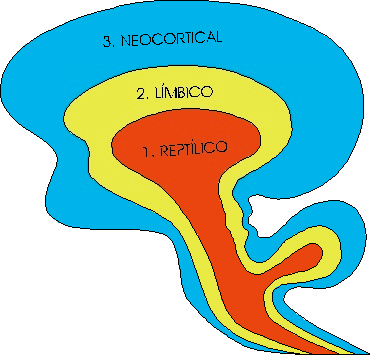 3. NEOCORTICAL
2. LÍMBICO
1. REPTÍLICO